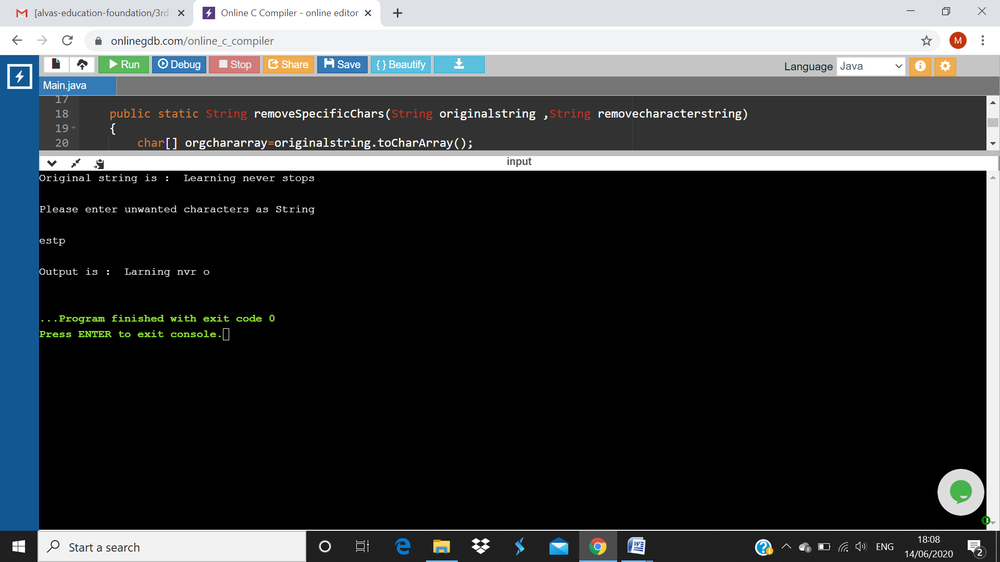 [alvas-education-foundation/3rd
Online C Compiler - online editor
onlinegdb.com/online_c_compiler
M
Run Debug Stop Share Save { } Beautify
Language Java
Main.java
17
18 public static String removeSpecificChars(String originalstring ,String removecharacterstring)
19 {
20 char[] orgchararray=originalstring.toCharArray();
input
Original string is :  Learning never stops
Please enter unwanted characters as String
estp
Output is :  Larning nvr o
...Program finished with exit code 0
Press ENTER to exit console.
Start a search
ENG
18:08
14/06/2020
2